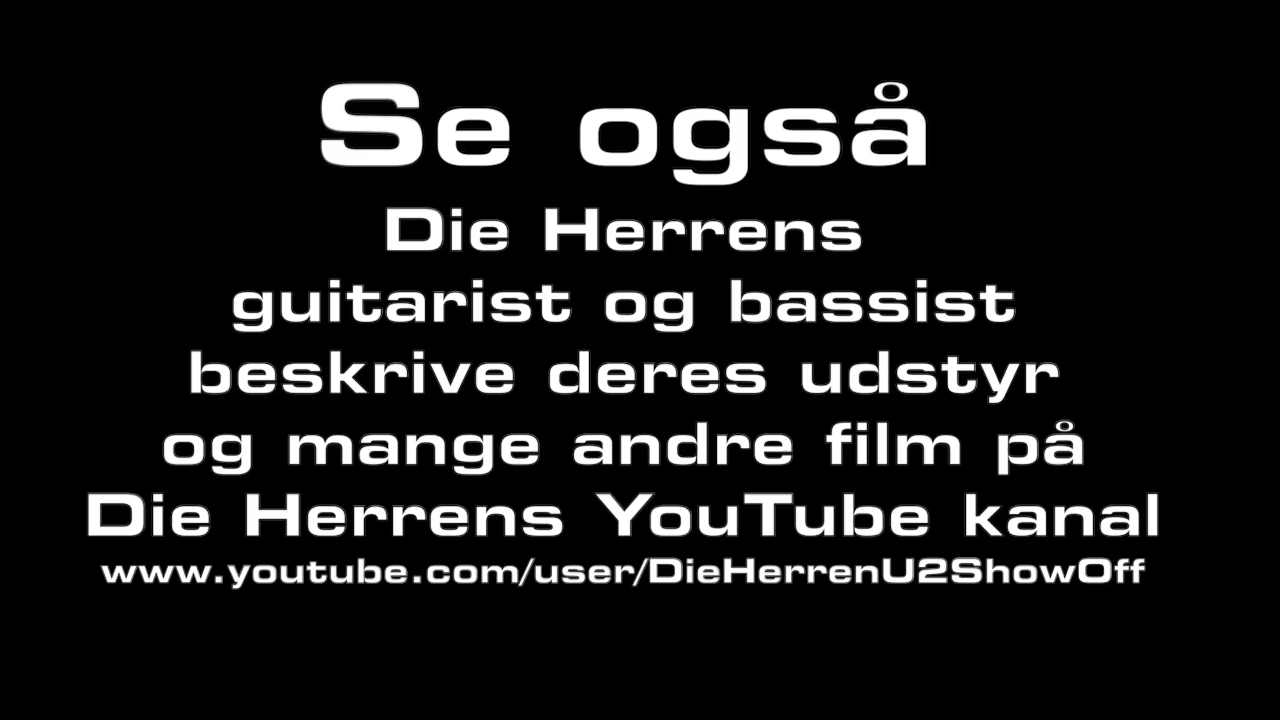 Se også
Die Herrens
guitarist og bassist
beskrive deres udstyr
og mange andre film på
Die Herrens YouTube kanal
www.youtube.com/user/DieHerrenU2ShowOff